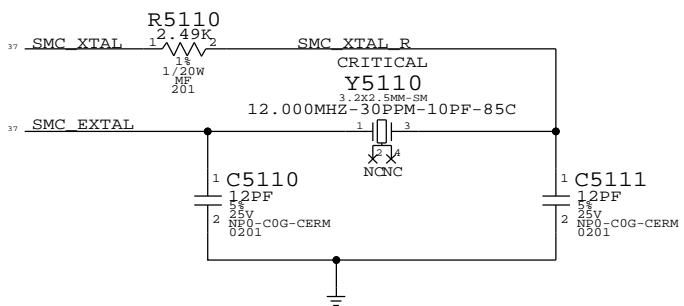 R5110
2.49K
37 SMC_XTAL 1 2 SMC_XTAL_R
1%
1/20W
MF
201
CRITICAL
Y5110
3.2X2.5MM-SM
12.000MHZ-30PPM-10PF-85C
37 SMC_EXTAL 1 3
2 4
NC NC
1 C5110
12PF
5%
25V
2 NP0-C0G-CERM
0201
1 C5111
12PF
5%
25V
2 NP0-C0G-CERM
0201